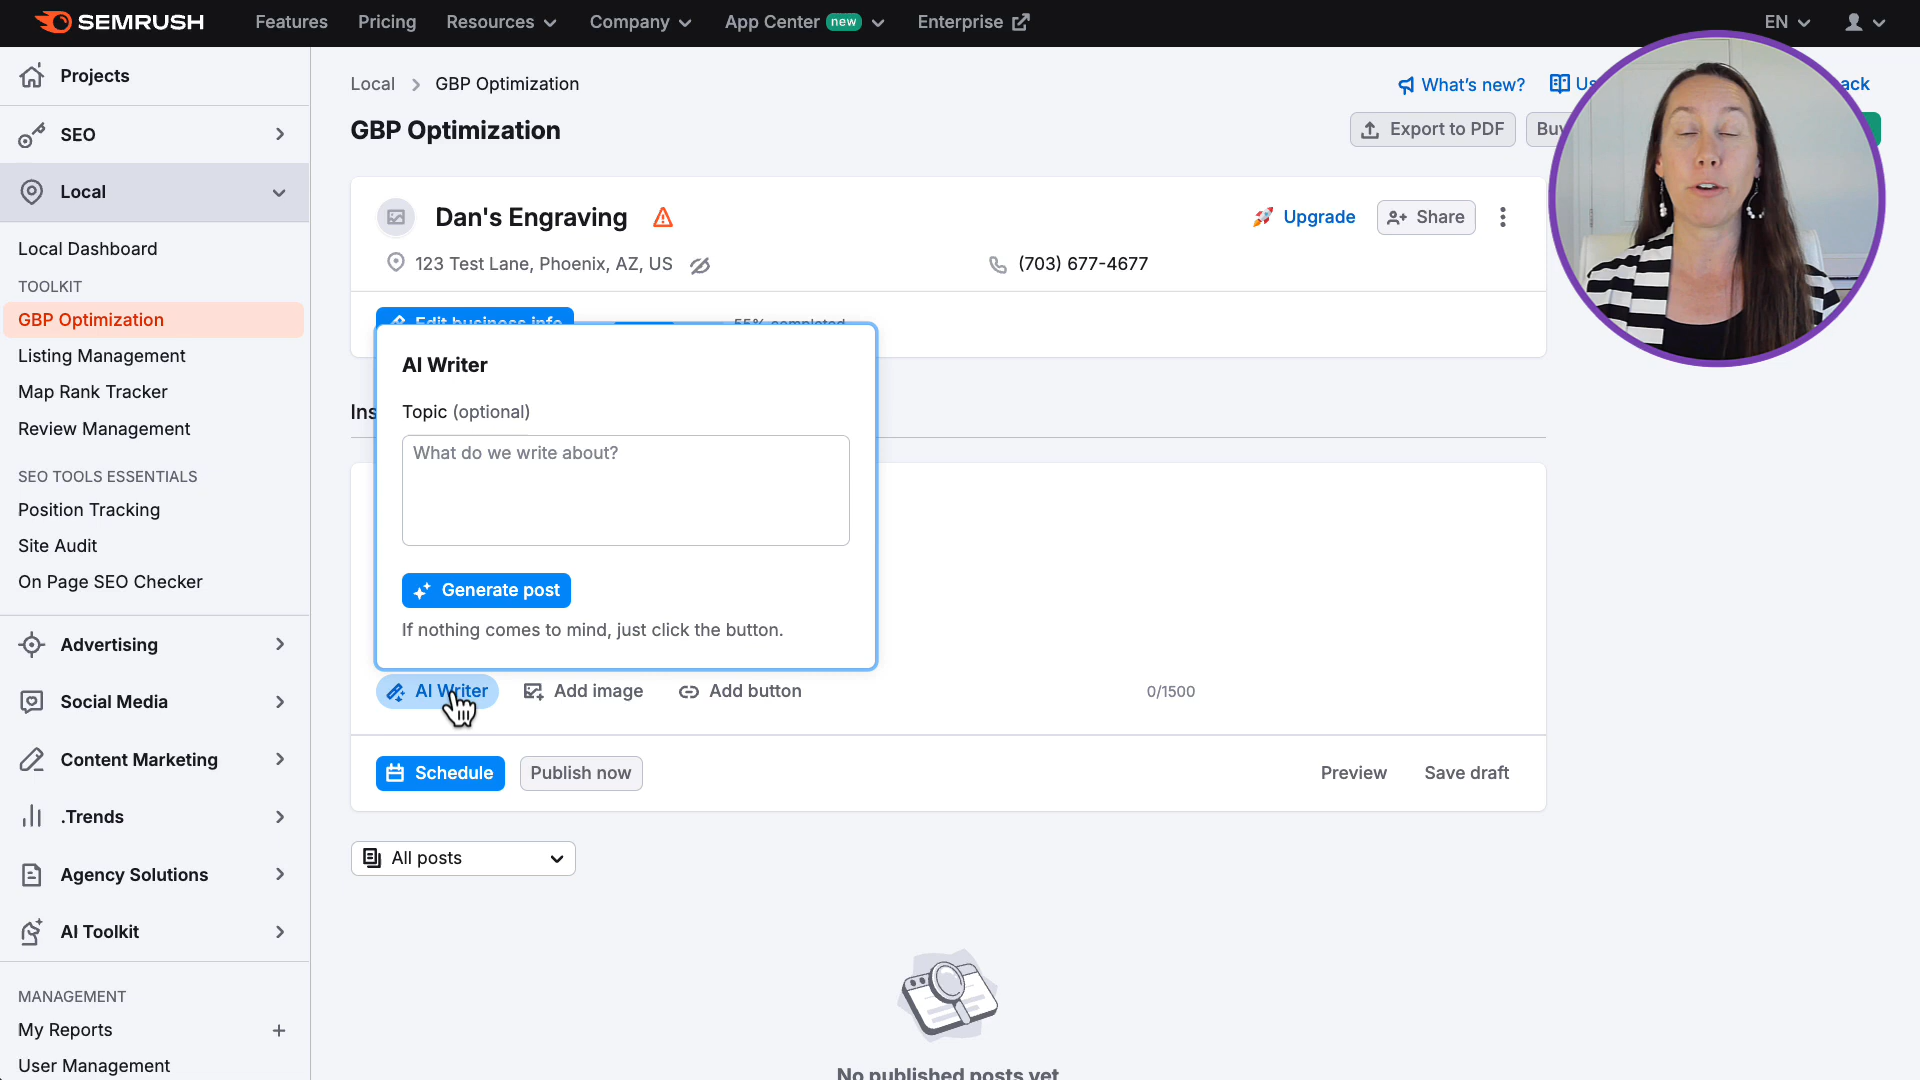 SEMRUSH
Features
Pricing
Resources
Company
App Center new
Enterprise
EN
Projects
SEO
Local
Local Dashboard
TOOLKIT
GBP Optimization
Listing Management
Map Rank Tracker
Review Management
SEO TOOLS ESSENTIALS
Position Tracking
Site Audit
On Page SEO Checker
Advertising
Social Media
Content Marketing
.Trends
Agency Solutions
AI Toolkit
MANAGEMENT
My Reports
User Management
Local > GBP Optimization
What's new?
GBP Optimization
Export to PDF
Dan's Engraving
Upgrade
Share
123 Test Lane, Phoenix, AZ, US
(703) 677-4677
Edit business info
55% completed
AI Writer
Topic (optional)
What do we write about?
Generate post
If nothing comes to mind, just click the button.
AI Writer
Add image
Add button
0/1500
Schedule
Publish now
Preview
Save draft
All posts
No published posts yet